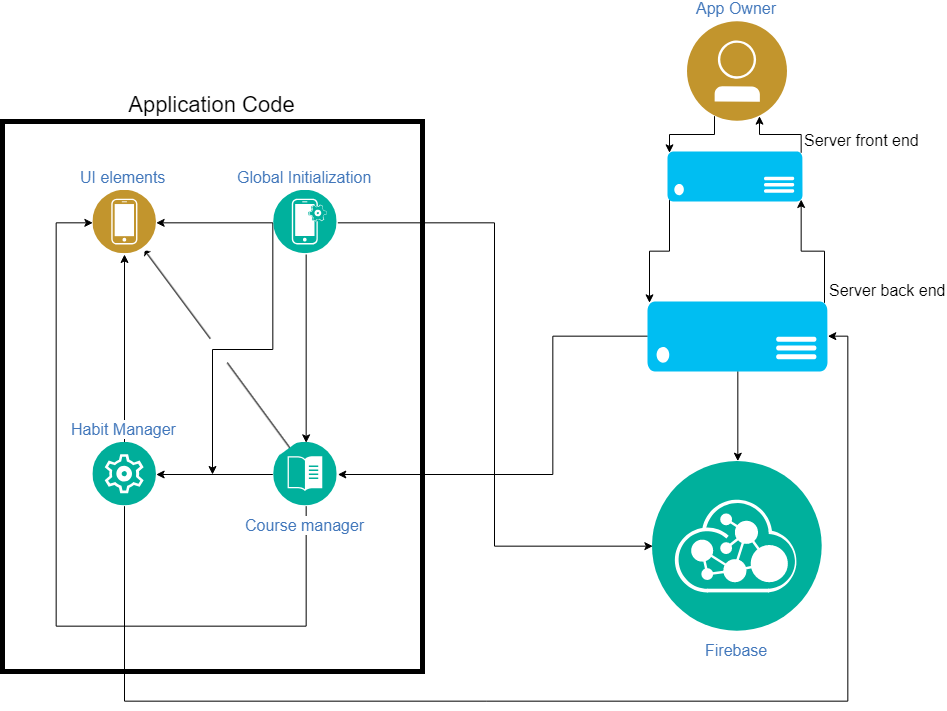 App Owner
Application Code
Server front end
UI elements
Global Initialization
Server back end
Habit Manager
Course manager
Firebase